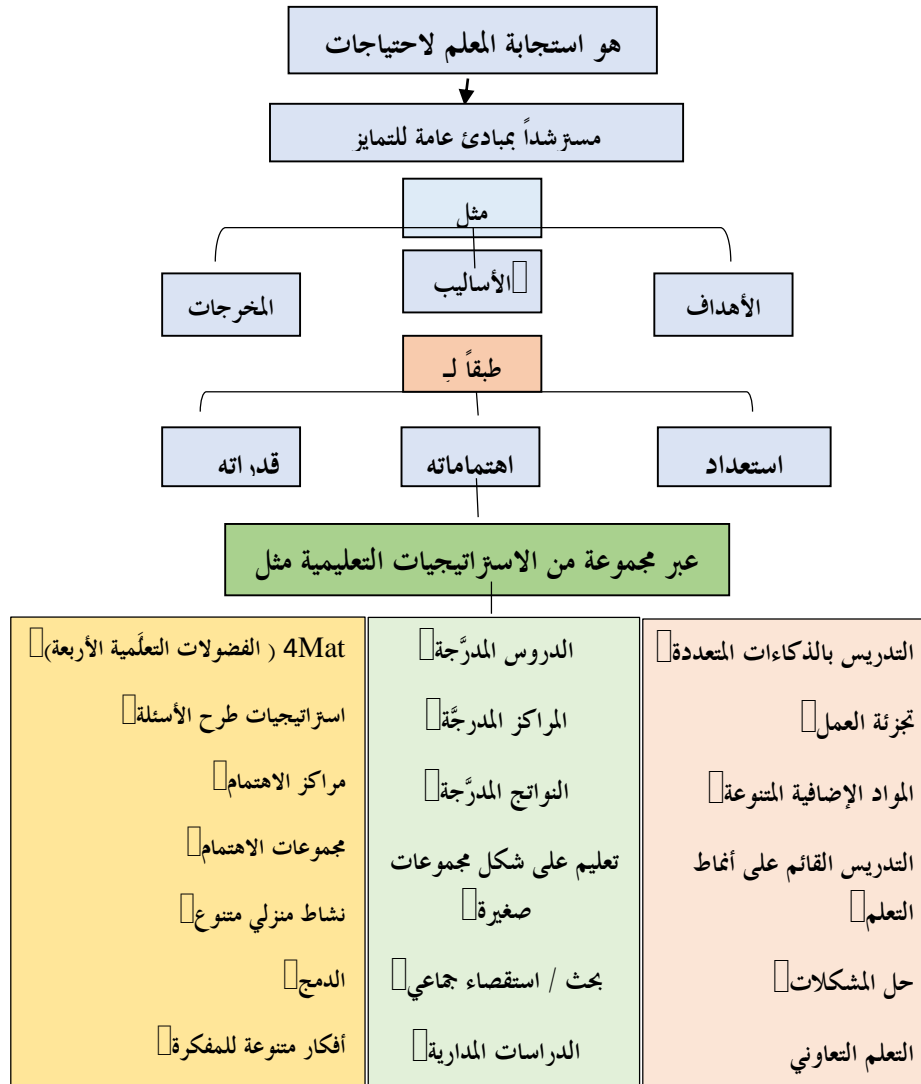 هو استجابة المعلم لاحتياجات
مسترشداً بمبادئ عامة للتمايز
مثل
الأهداف
الأساليب
المخرجات
طبقاً لـِ
استعداد
اهتماماته
قدراته
عبر مجموعة من الاستراتيجيات التعليمية مثل
التدريس بالذكاءات المتعددة
تجزئة العمل
المواد الإضافية المتنوعة
التدريس القائم على أنماط
التعلم
حل المشكلات
التعلم التعاوني
الدروس المدرَّجة
المراكز المدرجَّة
النواتج المدرَّجة
تعليم على شكل مجموعات
صغيرة
بحث / استقصاء جماعي
الدراسات المدارية
4Mat ( الفضولات التعلَمية الأربعة)
استراتيجيات طرح الأسئلة
مراكز الاهتمام
مجموعات الاهتمام
نشاط منزلي متنوع
الدمج
أفكار متنوعة للمفكرة